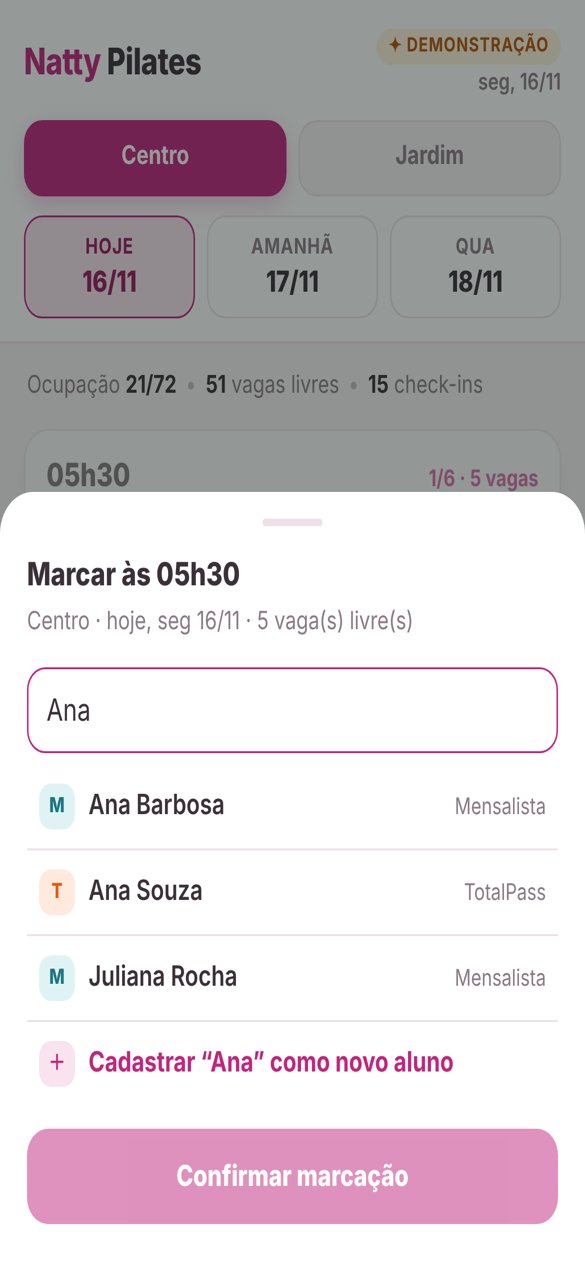 Natty Pilates
✦ DEMONSTRAÇÃO
seg, 16/11
Centro
Jardim
HOJE
16/11
AMANHÃ
17/11
QUA
18/11
Ocupação 21/72 • 51 vagas livres • 15 check-ins
05h30
1/6 · 5 vagas
Marcar às 05h30
Centro · hoje, seg 16/11 · 5 vaga(s) livre(s)
Ana
M Ana Barbosa Mensalista
T Ana Souza TotalPass
M Juliana Rocha Mensalista
+ Cadastrar “Ana” como novo aluno
Confirmar marcação